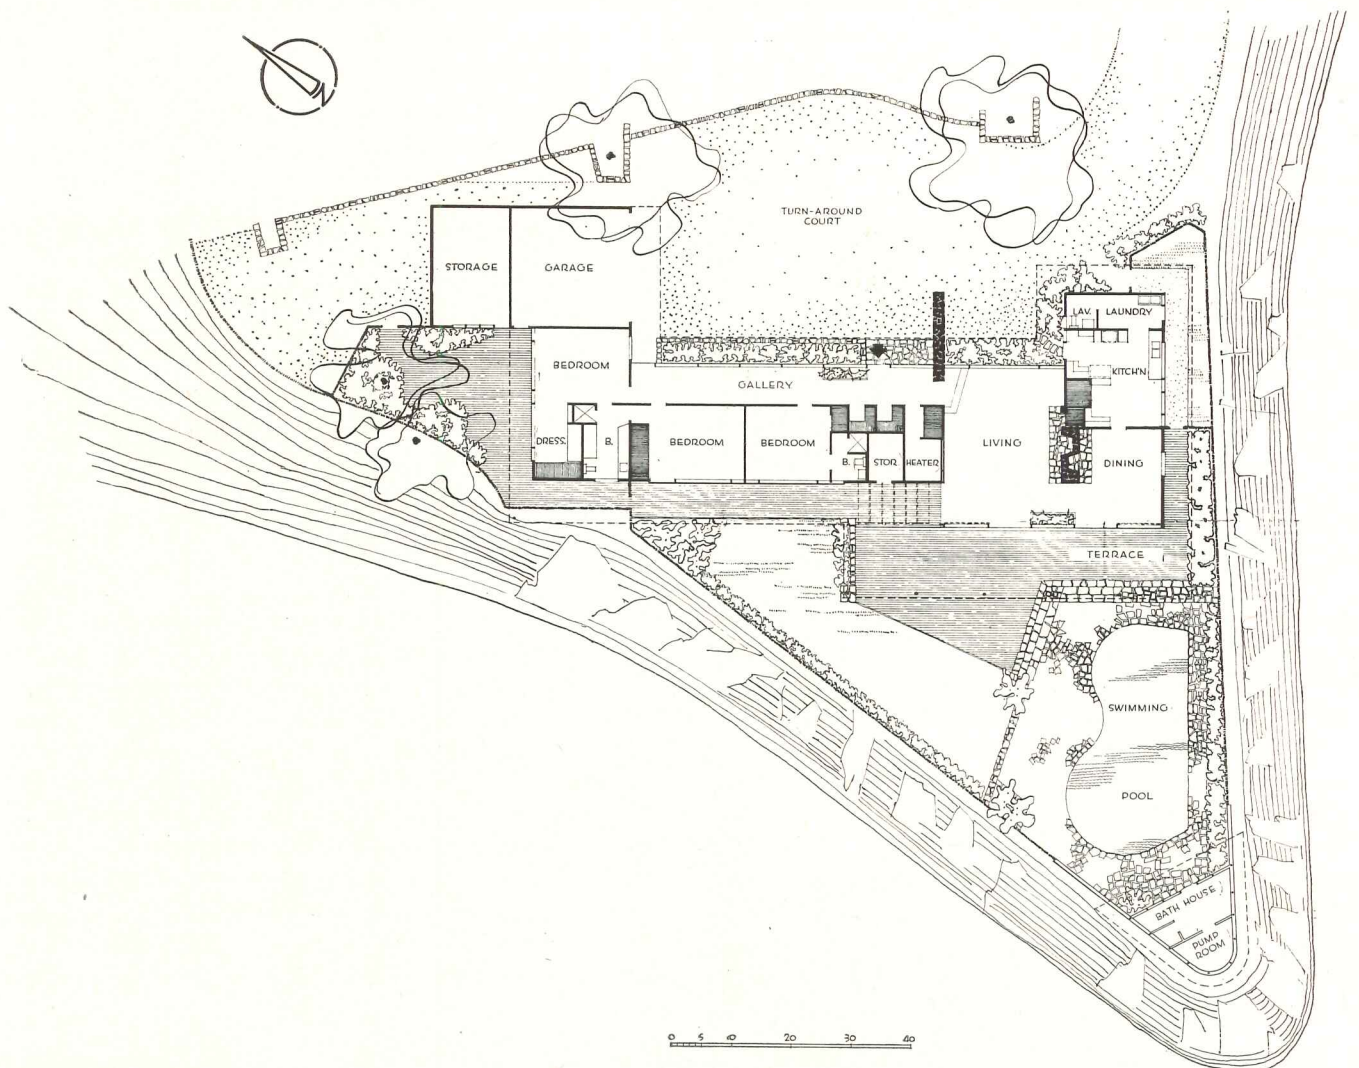 N
TURN-AROUND
COURT
STORAGE
GARAGE
LAV.
LAUNDRY
BEDROOM
KITCH'N
GALLERY
DRESS.
B.
BEDROOM
BEDROOM
B.
STOR.
HEATER
LIVING
DINING
TERRACE
SWIMMING
POOL
BATH HOUSE
PUMP
ROOM
0 5 10 20 30 40